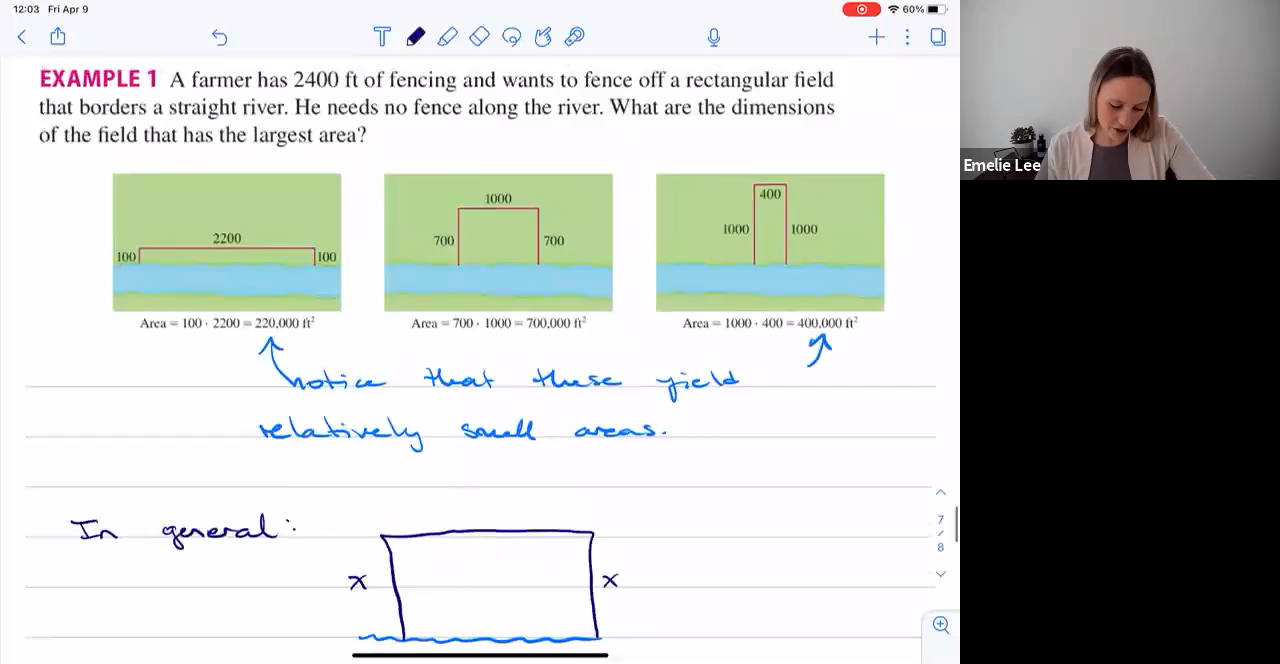 12:03 Fri Apr 9
60%
EXAMPLE 1 A farmer has 2400 ft of fencing and wants to fence off a rectangular field
that borders a straight river. He needs no fence along the river. What are the dimensions
of the field that has the largest area?
Emelie Lee
2200
100
100
1000
700
700
400
1000
1000
Area = 100 · 2200 = 220,000 ft²
Area = 700 · 1000 = 700,000 ft²
Area = 1000 · 400 = 400,000 ft²
notice that these yield
relatively small areas.
In general:
x
x
7
/
8